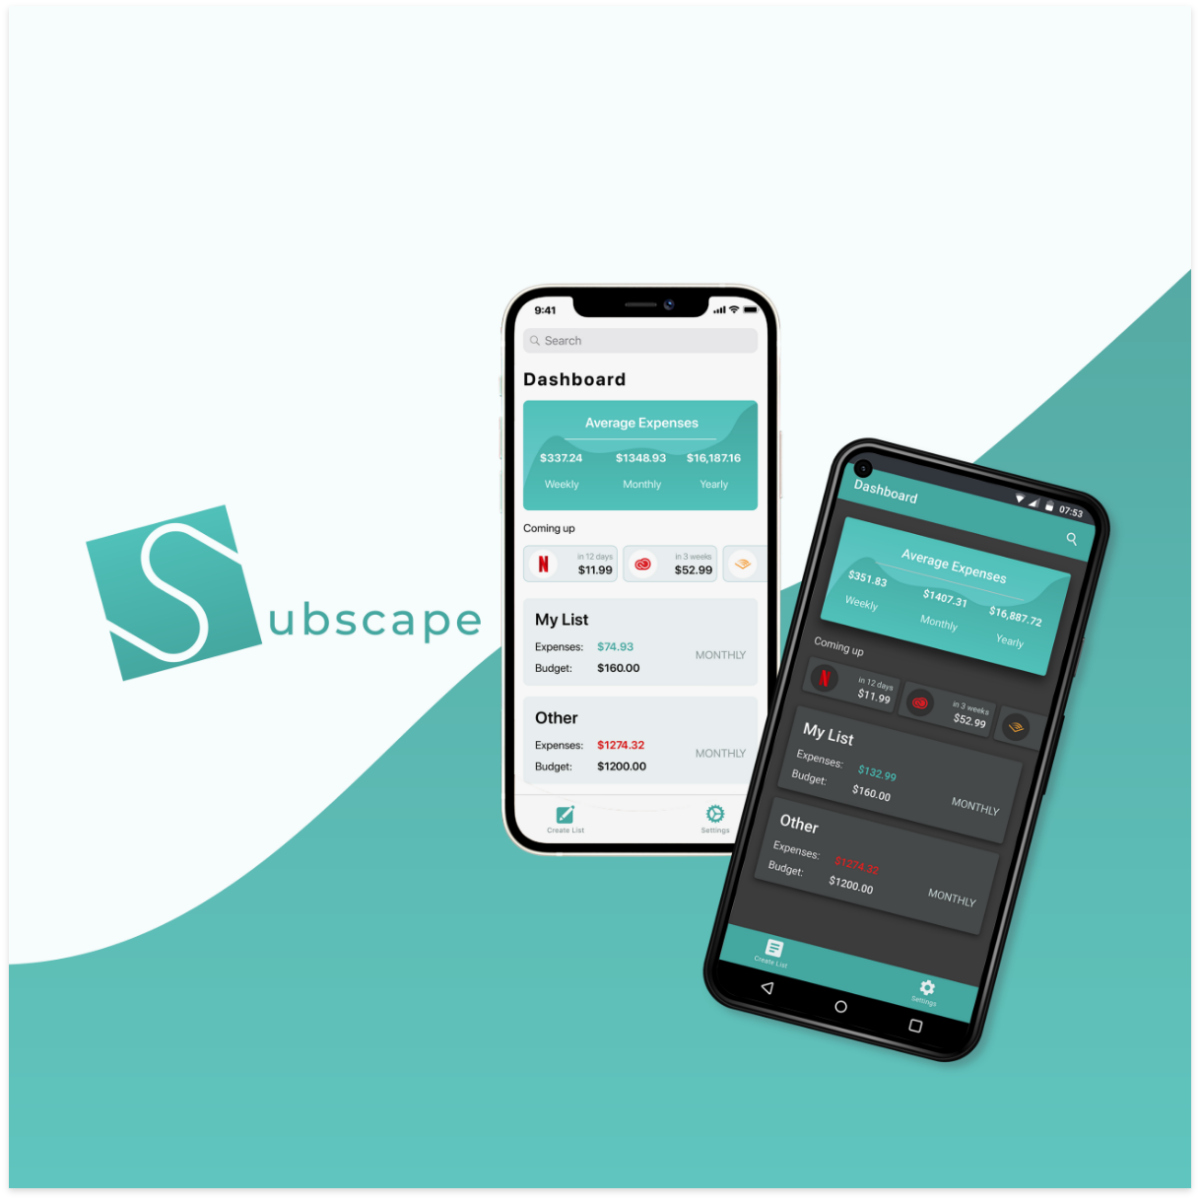 Subscape
9:41
Search
Dashboard
Average Expenses
$337.24 $1348.93 $16,187.16
Weekly Monthly Yearly
Coming up
N in 12 days $11.99
in 3 weeks $52.99
My List
Expenses: $74.93
Budget: $160.00
MONTHLY
Other
Expenses: $1274.32
Budget: $1200.00
MONTHLY
Create List Settings
07:53
Dashboard
Average Expenses
$351.83 $1407.31 $16,887.72
Weekly Monthly Yearly
Coming up
N in 12 days $11.99
in 3 weeks $52.99
My List
Expenses: $132.99
Budget: $160.00
MONTHLY
Other
Expenses: $1274.32
Budget: $1200.00
MONTHLY
Create List Settings